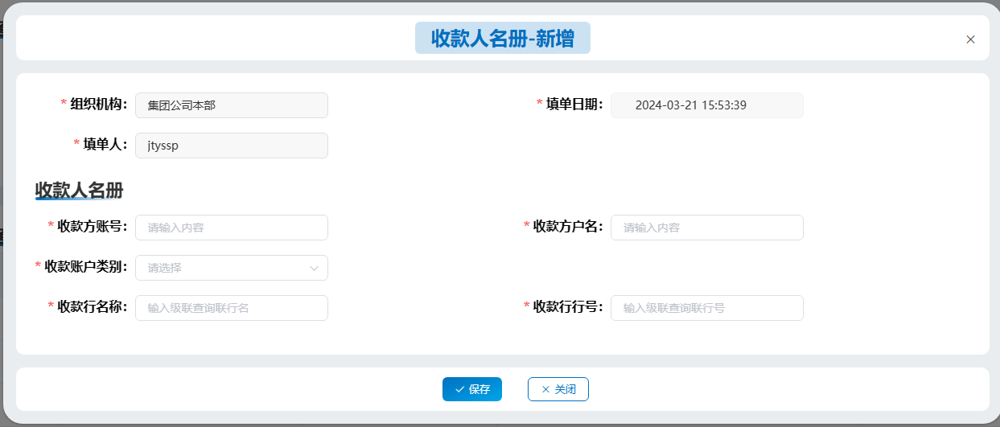 收款人名册-新增
* 组织机构： 集团公司本部 * 填单日期： 2024-03-21 15:53:39
* 填单人： jtyssp
收款人名册
* 收款方账号： 请输入内容 * 收款方户名： 请输入内容
* 收款账户类别： 请选择
* 收款行名称： 输入级联查询联行名 * 收款行行号： 输入级联查询联行号
保存 关闭